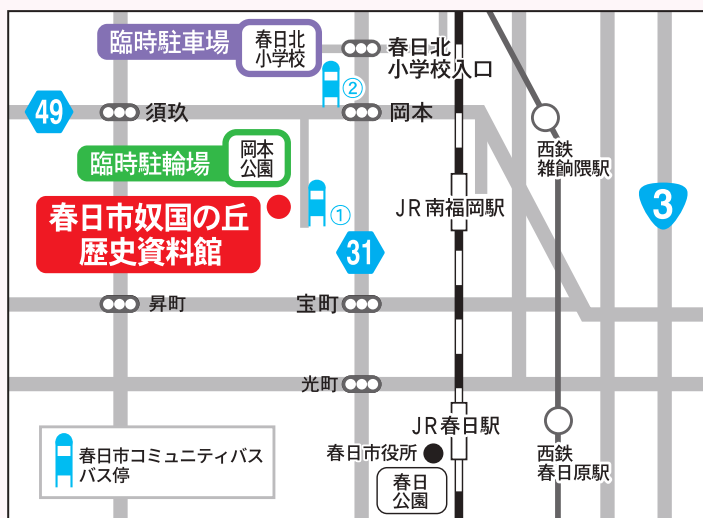 臨時駐車場
春日北
小学校
春日北
小学校入口
②
49
須玖
岡本
西鉄
雑餉隈駅
臨時駐輪場
岡本
公園
①
JR南福岡駅
3
春日市奴国の丘
歴史資料館
31
昇町
宝町
光町
JR春日駅
春日市役所
春日
公園
西鉄
春日原駅
春日市コミュニティバス
バス停